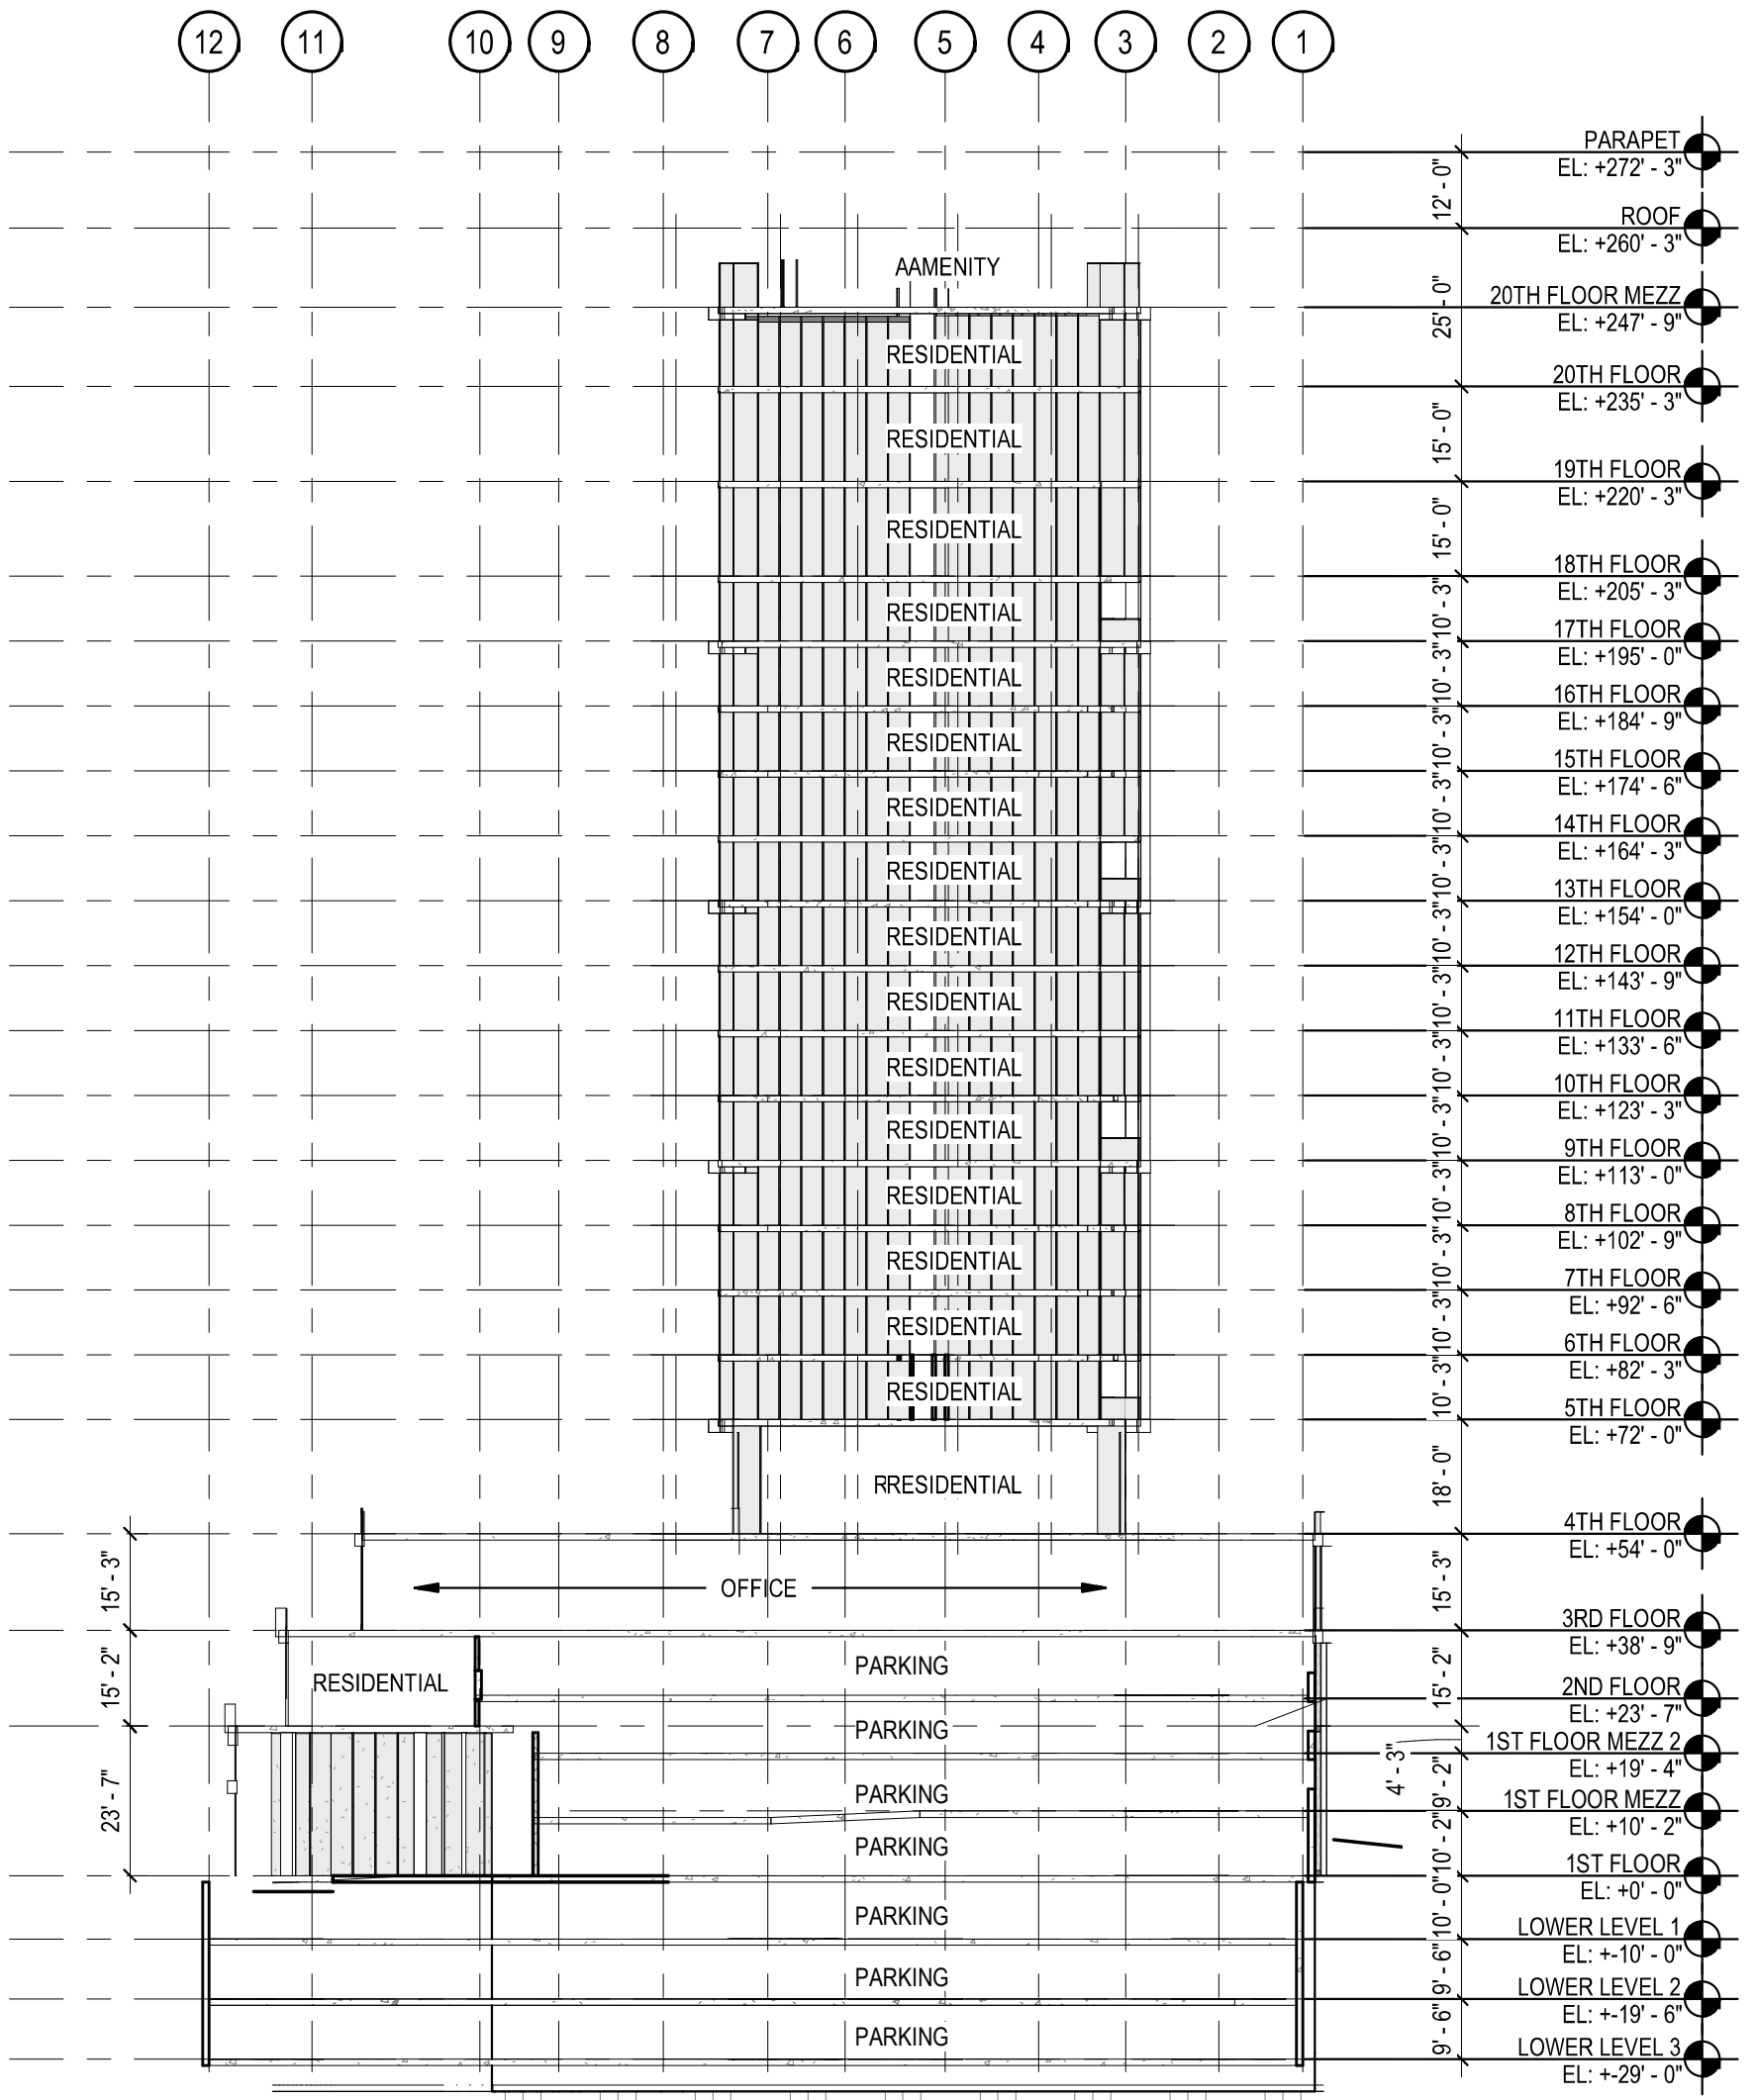 12 11 10 9 8 7 6 5 4 3 2 1
PARAPET
EL: +272' - 3"
12' - 0"
ROOF
EL: +260' - 3"
AAMENITY
20TH FLOOR MEZZ
EL: +247' - 9"
25' - 0"
RESIDENTIAL
20TH FLOOR
EL: +235' - 3"
RESIDENTIAL
15' - 0"
19TH FLOOR
EL: +220' - 3"
RESIDENTIAL
15' - 0"
18TH FLOOR
EL: +205' - 3"
RESIDENTIAL
10' - 3"
17TH FLOOR
EL: +195' - 0"
RESIDENTIAL
10' - 3"
16TH FLOOR
EL: +184' - 9"
RESIDENTIAL
10' - 3"
15TH FLOOR
EL: +174' - 6"
RESIDENTIAL
10' - 3"
14TH FLOOR
EL: +164' - 3"
RESIDENTIAL
10' - 3"
13TH FLOOR
EL: +154' - 0"
RESIDENTIAL
10' - 3"
12TH FLOOR
EL: +143' - 9"
RESIDENTIAL
10' - 3"
11TH FLOOR
EL: +133' - 6"
RESIDENTIAL
10' - 3"
10TH FLOOR
EL: +123' - 3"
RESIDENTIAL
10' - 3"
9TH FLOOR
EL: +113' - 0"
RESIDENTIAL
10' - 3"
8TH FLOOR
EL: +102' - 9"
RESIDENTIAL
10' - 3"
7TH FLOOR
EL: +92' - 6"
RESIDENTIAL
10' - 3"
6TH FLOOR
EL: +82' - 3"
RESIDENTIAL
10' - 3"
5TH FLOOR
EL: +72' - 0"
RRESIDENTIAL
18' - 0"
4TH FLOOR
EL: +54' - 0"
15' - 3"
OFFICE
15' - 3"
3RD FLOOR
EL: +38' - 9"
15' - 2"
RESIDENTIAL
PARKING
15' - 2"
2ND FLOOR
EL: +23' - 7"
PARKING
4' - 3"
1ST FLOOR MEZZ 2
EL: +19' - 4"
23' - 7"
PARKING
9' - 2"
1ST FLOOR MEZZ
EL: +10' - 2"
PARKING
10' - 2"
1ST FLOOR
EL: +0' - 0"
PARKING
10' - 0"
LOWER LEVEL 1
EL: +-10' - 0"
PARKING
9' - 6"
LOWER LEVEL 2
EL: +-19' - 6"
PARKING
9' - 6"
LOWER LEVEL 3
EL: +-29' - 0"